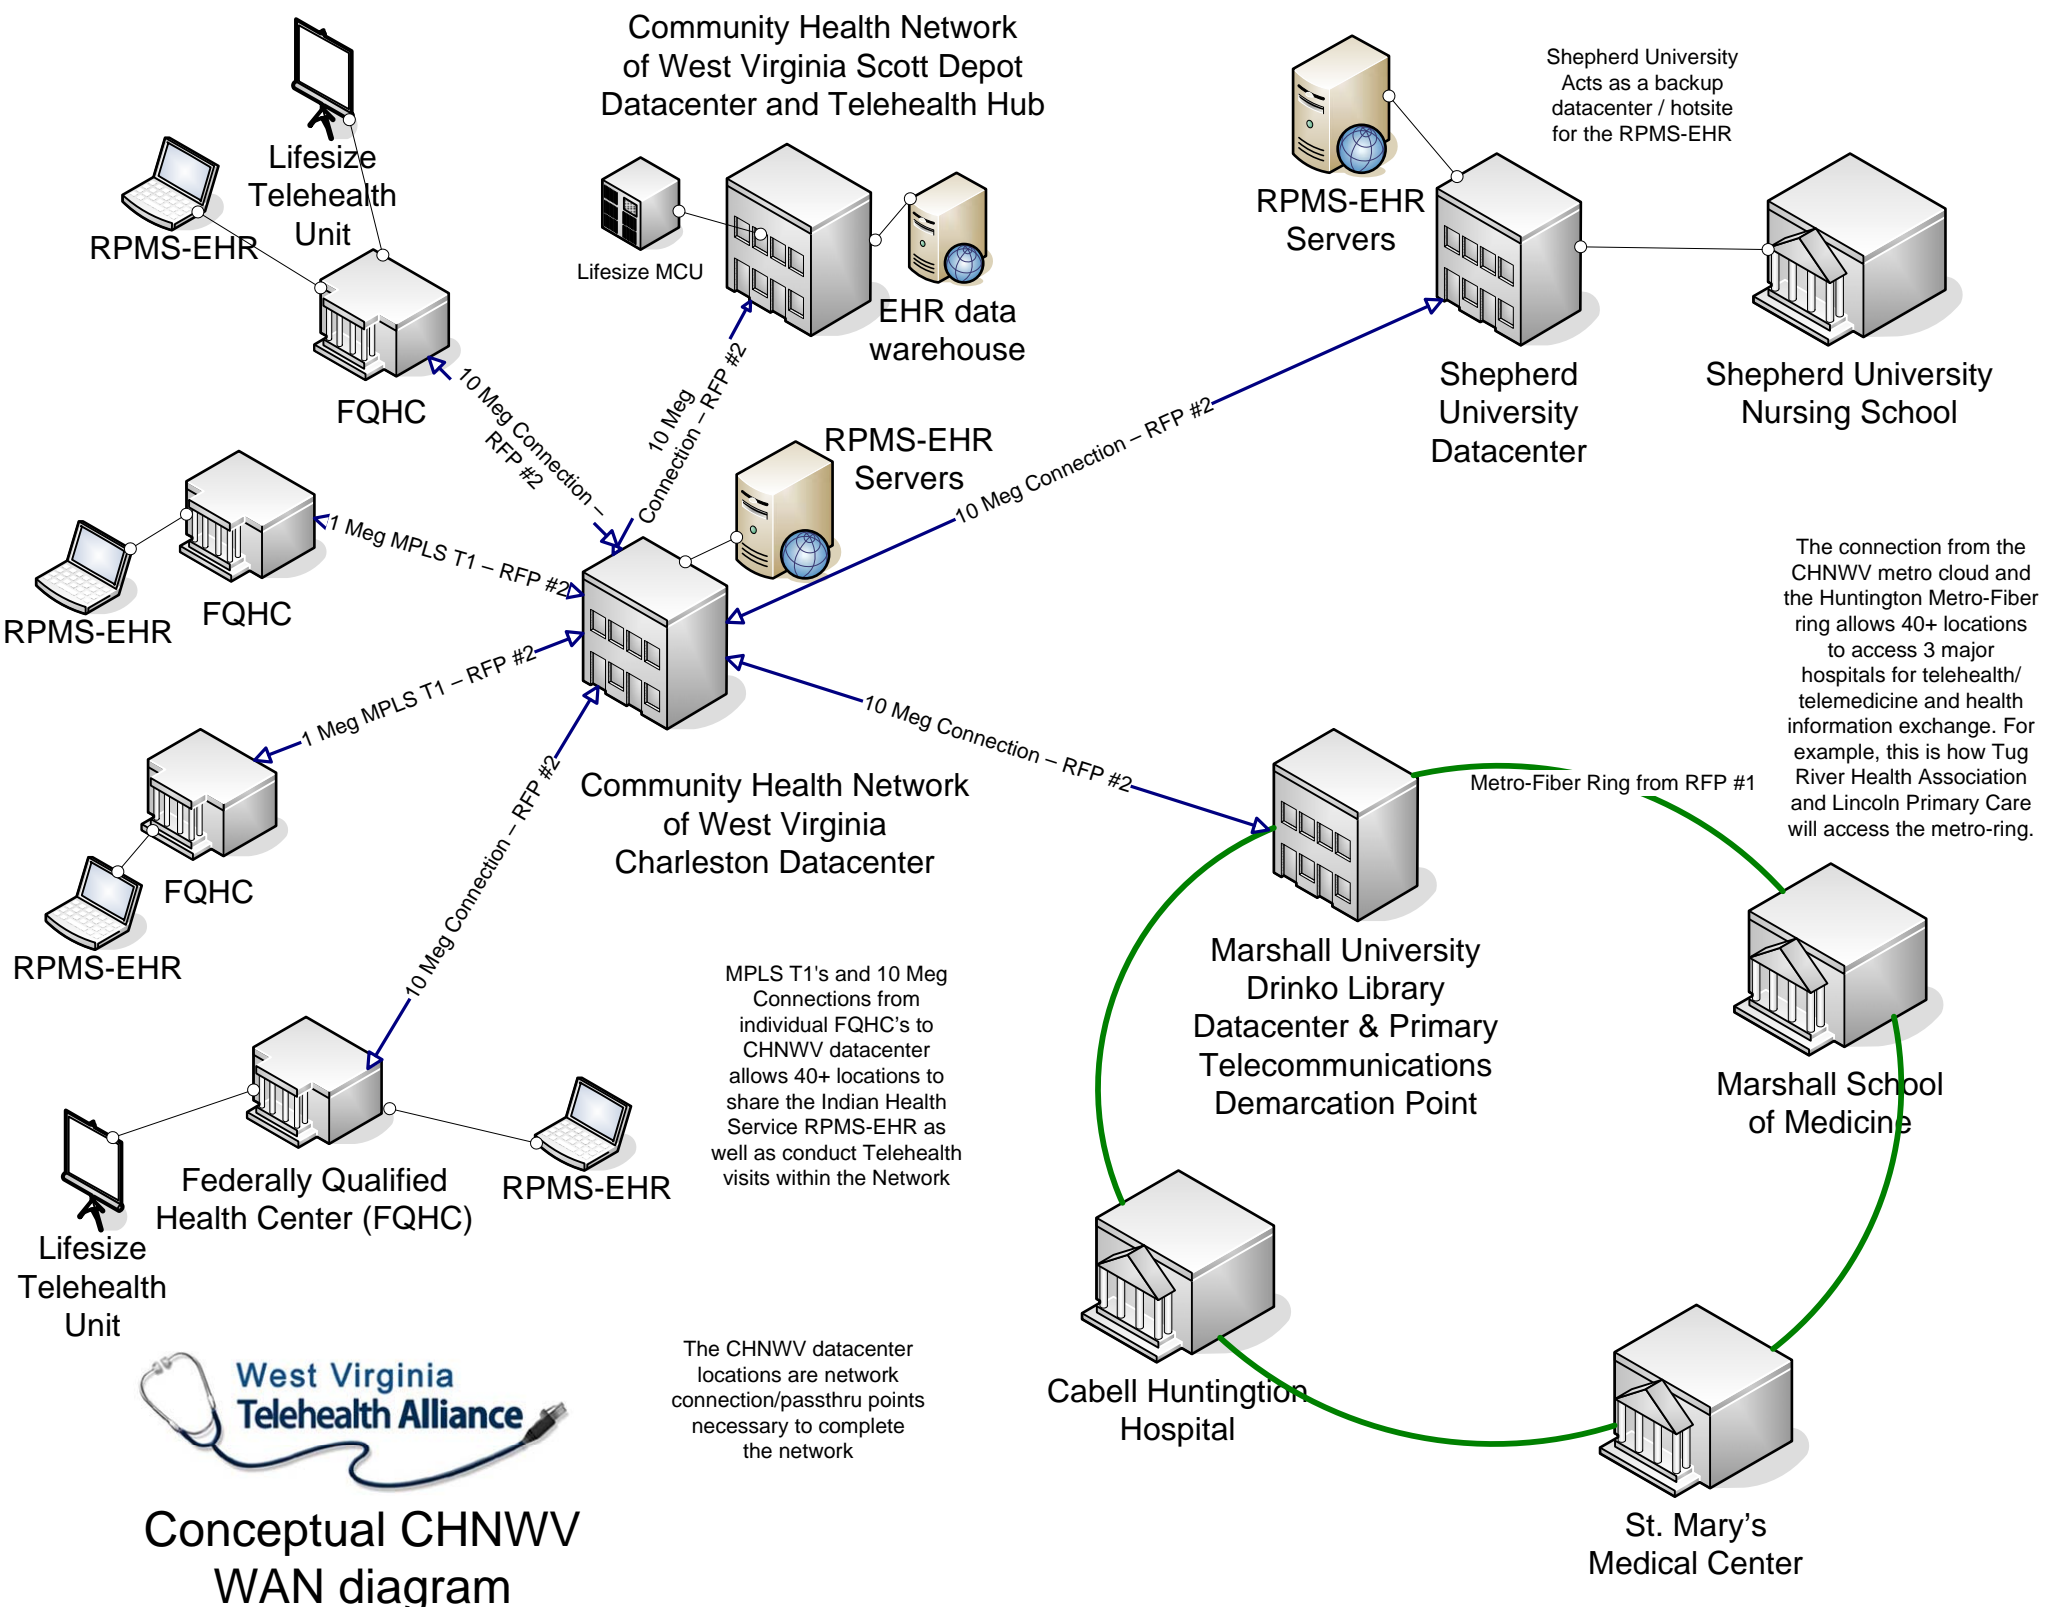 Community Health Network
of West Virginia Scott Depot
Datacenter and Telehealth Hub
Shepherd University
Acts as a backup
datacenter / hotsite
for the RPMS-EHR
Lifesize
Telehealth
Unit
RPMS-EHR
FQHC
Lifesize MCU
EHR data
warehouse
RPMS-EHR
Servers
Shepherd
University
Datacenter
Shepherd University
Nursing School
10 Meg Connection –
RFP #2
10 Meg
Connection – RFP #2
10 Meg Connection – RFP #2
RPMS-EHR
Servers
1 Meg MPLS T1 – RFP #2
FQHC
RPMS-EHR
The connection from the
CHNWV metro cloud and
the Huntington Metro-Fiber
ring allows 40+ locations
to access 3 major
hospitals for telehealth/
telemedicine and health
information exchange. For
example, this is how Tug
River Health Association
and Lincoln Primary Care
will access the metro-ring.
1 Meg MPLS T1 – RFP #2
10 Meg Connection – RFP #2
Metro-Fiber Ring from RFP #1
Community Health Network
of West Virginia
Charleston Datacenter
FQHC
RPMS-EHR
10 Meg Connection – RFP #2
Marshall University
Drinko Library
Datacenter & Primary
Telecommunications
Demarcation Point
Marshall School
of Medicine
MPLS T1's and 10 Meg
Connections from
individual FQHC's to
CHNWV datacenter
allows 40+ locations to
share the Indian Health
Service RPMS-EHR as
well as conduct Telehealth
visits within the Network
Federally Qualified
Health Center (FQHC)
RPMS-EHR
Lifesize
Telehealth
Unit
The CHNWV datacenter
locations are network
connection/passthru points
necessary to complete
the network
Cabell Huntingtion
Hospital
St. Mary's
Medical Center
West Virginia
Telehealth Alliance
Conceptual CHNWV
WAN diagram